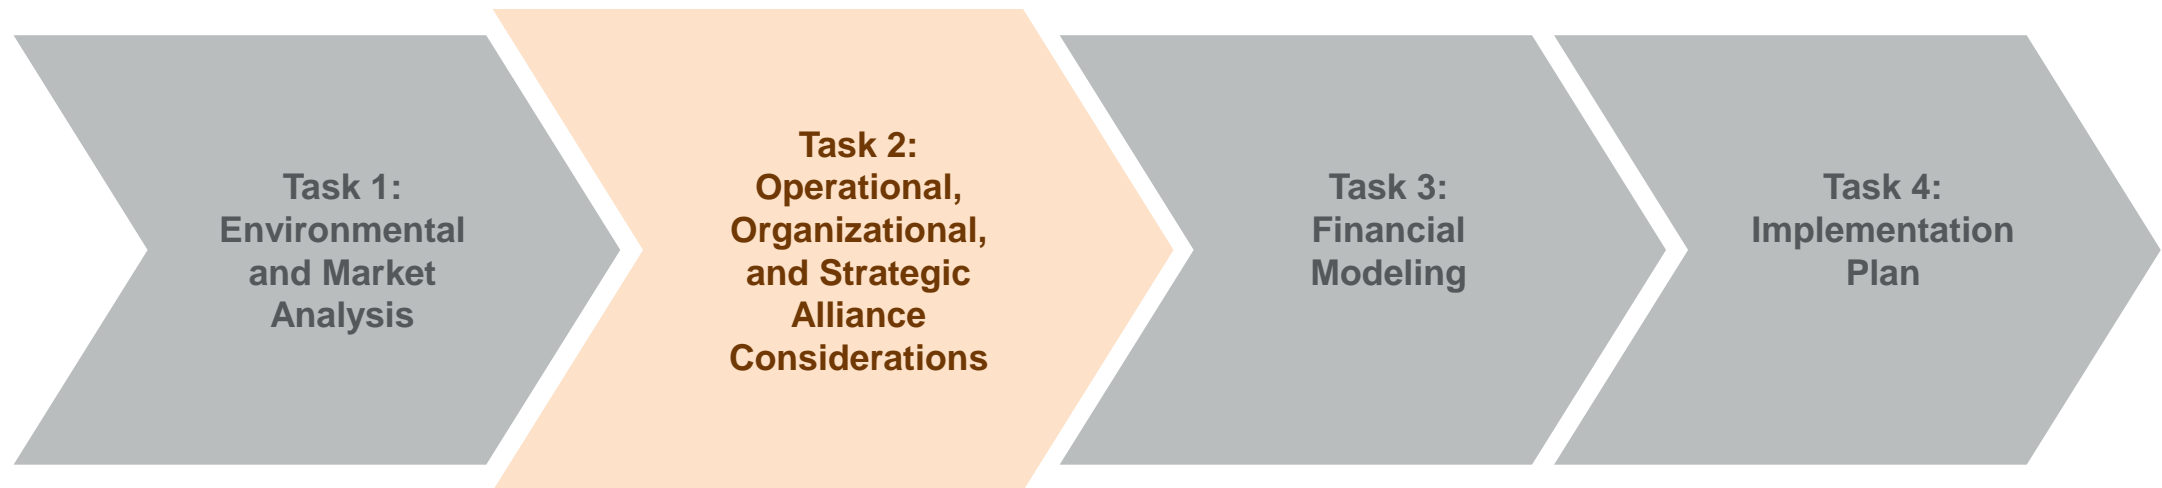 Task 1:
Environmental
and Market
Analysis
Task 2:
Operational,
Organizational,
and Strategic
Alliance
Considerations
Task 3:
Financial
Modeling
Task 4:
Implementation
Plan